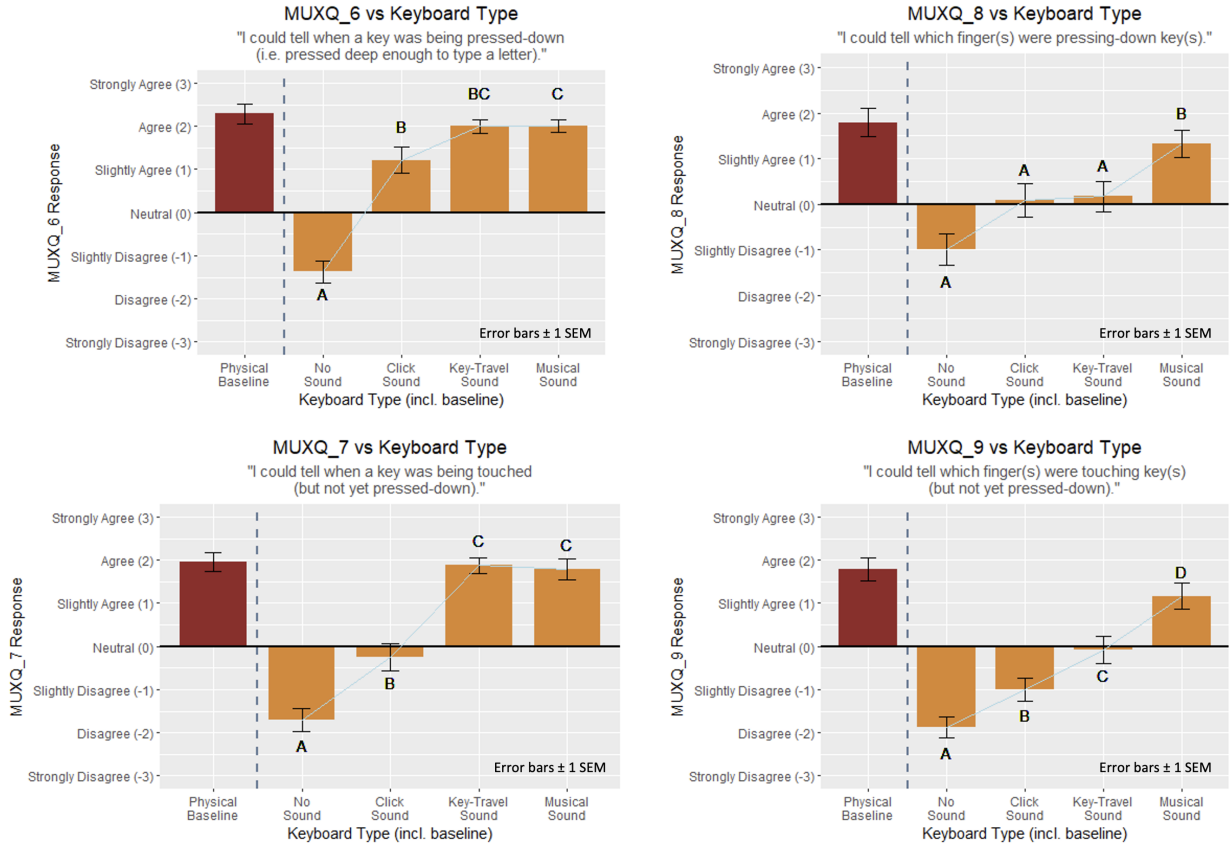 MUXQ_6 vs Keyboard Type
"I could tell when a key was being pressed-down
(i.e. pressed deep enough to type a letter)."
MUXQ_6 Response
Strongly Agree (3)
Agree (2)
Slightly Agree (1)
Neutral (0)
Slightly Disagree (-1)
Disagree (-2)
Strongly Disagree (-3)
A
B
BC
C
Error bars ± 1 SEM
Physical Baseline
No Sound
Click Sound
Key-Travel Sound
Musical Sound
Keyboard Type (incl. baseline)
MUXQ_8 vs Keyboard Type
"I could tell which finger(s) were pressing-down key(s)."
MUXQ_8 Response
Strongly Agree (3)
Agree (2)
Slightly Agree (1)
Neutral (0)
Slightly Disagree (-1)
Disagree (-2)
Strongly Disagree (-3)
A
A
A
B
Error bars ± 1 SEM
Physical Baseline
No Sound
Click Sound
Key-Travel Sound
Musical Sound
Keyboard Type (incl. baseline)
MUXQ_7 vs Keyboard Type
"I could tell when a key was being touched
(but not yet pressed-down)."
MUXQ_7 Response
Strongly Agree (3)
Agree (2)
Slightly Agree (1)
Neutral (0)
Slightly Disagree (-1)
Disagree (-2)
Strongly Disagree (-3)
A
B
C
C
Error bars ± 1 SEM
Physical Baseline
No Sound
Click Sound
Key-Travel Sound
Musical Sound
Keyboard Type (incl. baseline)
MUXQ_9 vs Keyboard Type
"I could tell which finger(s) were touching key(s)
(but not yet pressed-down)."
MUXQ_9 Response
Strongly Agree (3)
Agree (2)
Slightly Agree (1)
Neutral (0)
Slightly Disagree (-1)
Disagree (-2)
Strongly Disagree (-3)
A
B
C
D
Error bars ± 1 SEM
Physical Baseline
No Sound
Click Sound
Key-Travel Sound
Musical Sound
Keyboard Type (incl. baseline)